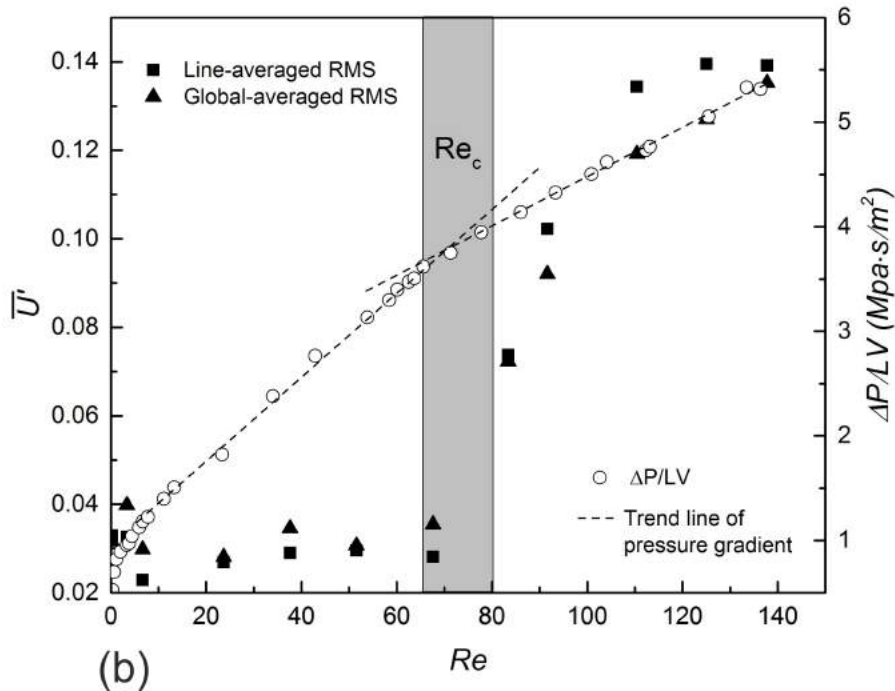 0.14
0.12
0.10
0.08
0.06
0.04
0.02
U'
Line-averaged RMS
Global-averaged RMS
Re c
6
5
4
3
2
1
ΔP/LV (Mpa·s/m²)
ΔP/LV
Trend line of
pressure gradient
0 20 40 60 80 100 120 140
Re
(b)